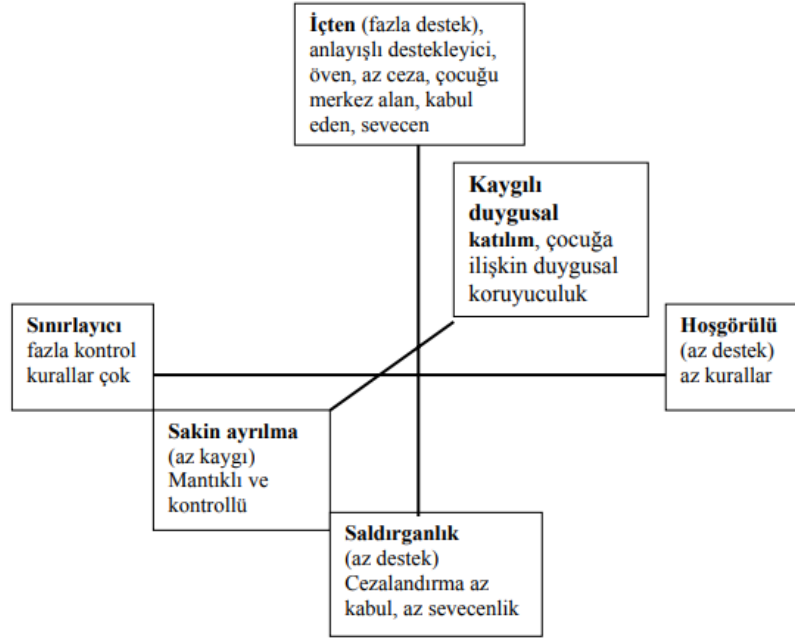 İçten (fazla destek),
anlayışlı destekleyici,
öven, az ceza, çocuğu
merkez alan, kabul
eden, sevecen
Kaygılı
duygusal
katılım, çocuğa
ilişkin duygusal
koruyuculuk
Sınırlayıcı
fazla kontrol
kurallar çok
Hoşgörülü
(az destek)
az kurallar
Sakin ayrılma
(az kaygı)
Mantıklı ve
kontrollü
Saldırganlık
(az destek)
Cezalandırma az
kabul, az sevecenlik